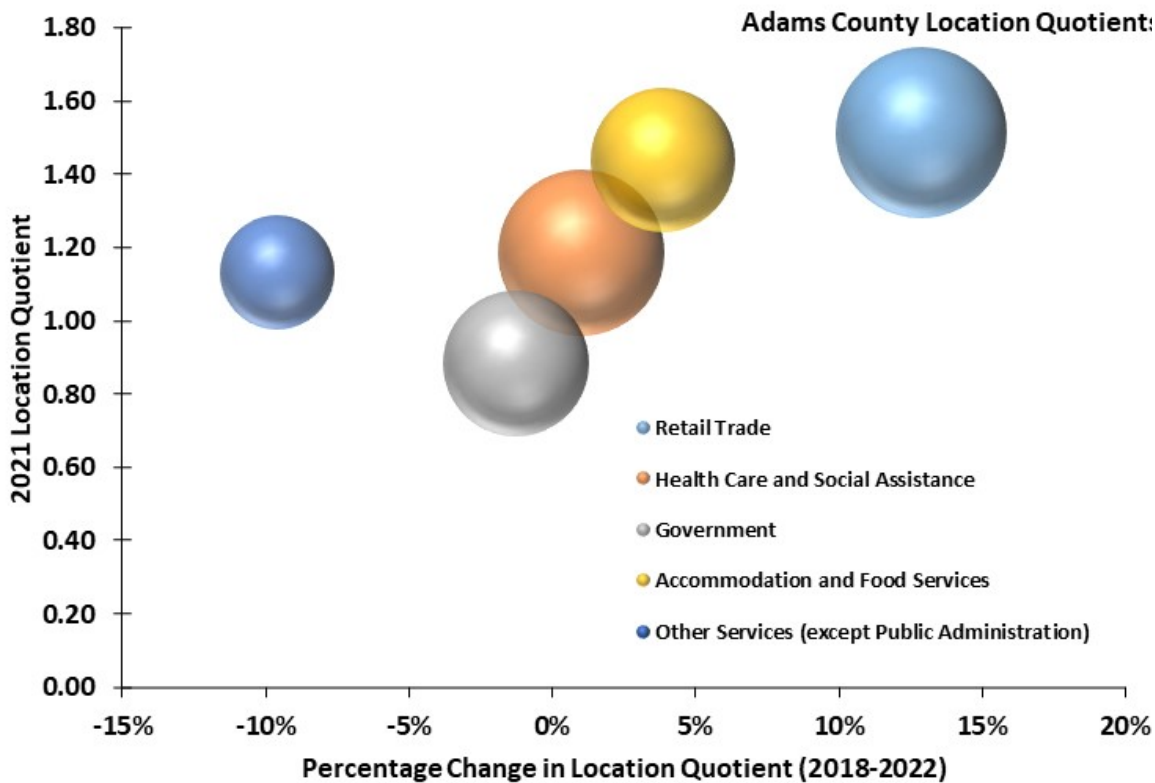 Adams County Location Quotients
1.80
1.60
1.40
1.20
1.00
0.80
0.60
0.40
0.20
0.00
2021 Location Quotient
Retail Trade
Health Care and Social Assistance
Government
Accommodation and Food Services
Other Services (except Public Administration)
-15% -10% -5% 0% 5% 10% 15% 20%
Percentage Change in Location Quotient (2018-2022)